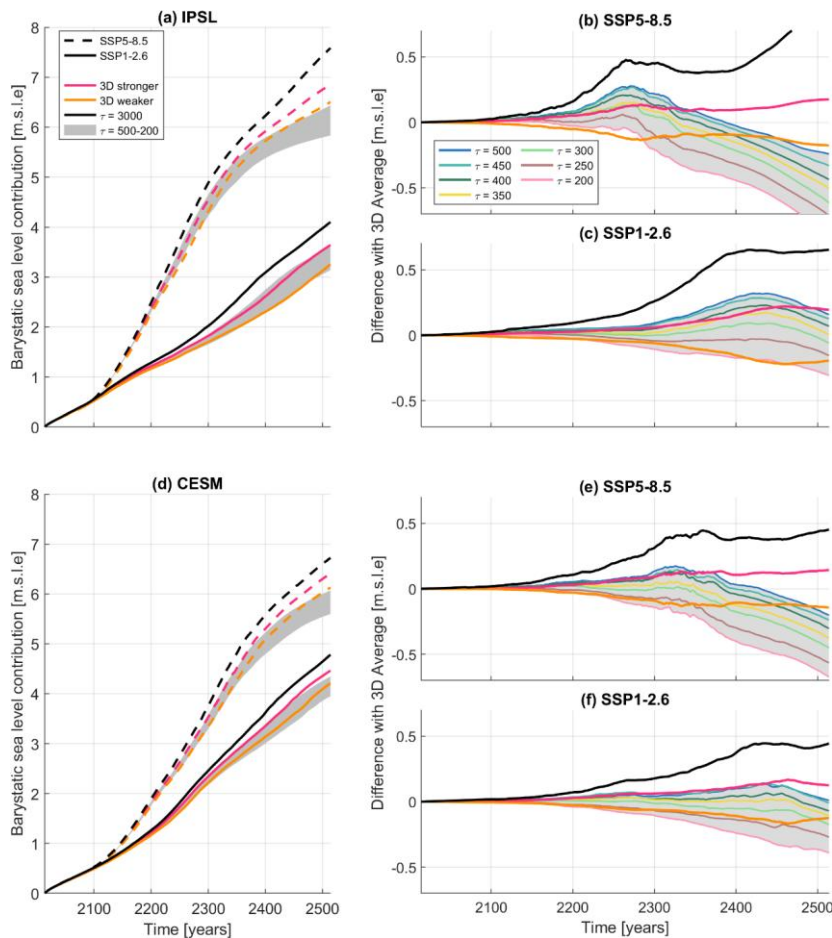 (a) IPSL
Barystatic sea level contribution [m.s.l.e]
8
7
6
5
4
3
2
1
0
SSP5-8.5
SSP1-2.6
3D stronger
3D weaker
τ = 3000
τ = 500-200
2100
2200
2300
2400
2500
(b) SSP5-8.5
Difference with 3D Average [m.s.l.e]
0.5
0
-0.5
τ = 500
τ = 450
τ = 400
τ = 350
τ = 300
τ = 250
τ = 200
(c) SSP1-2.6
0.5
0
-0.5
2100
2200
2300
2400
2500
(d) CESM
Barystatic sea level contribution [m.s.l.e]
8
7
6
5
4
3
2
1
0
2100
2200
2300
2400
2500
Time [years]
(e) SSP5-8.5
Difference with 3D Average [m.s.l.e]
0.5
0
-0.5
(f) SSP1-2.6
0.5
0
-0.5
2100
2200
2300
2400
2500
Time [years]